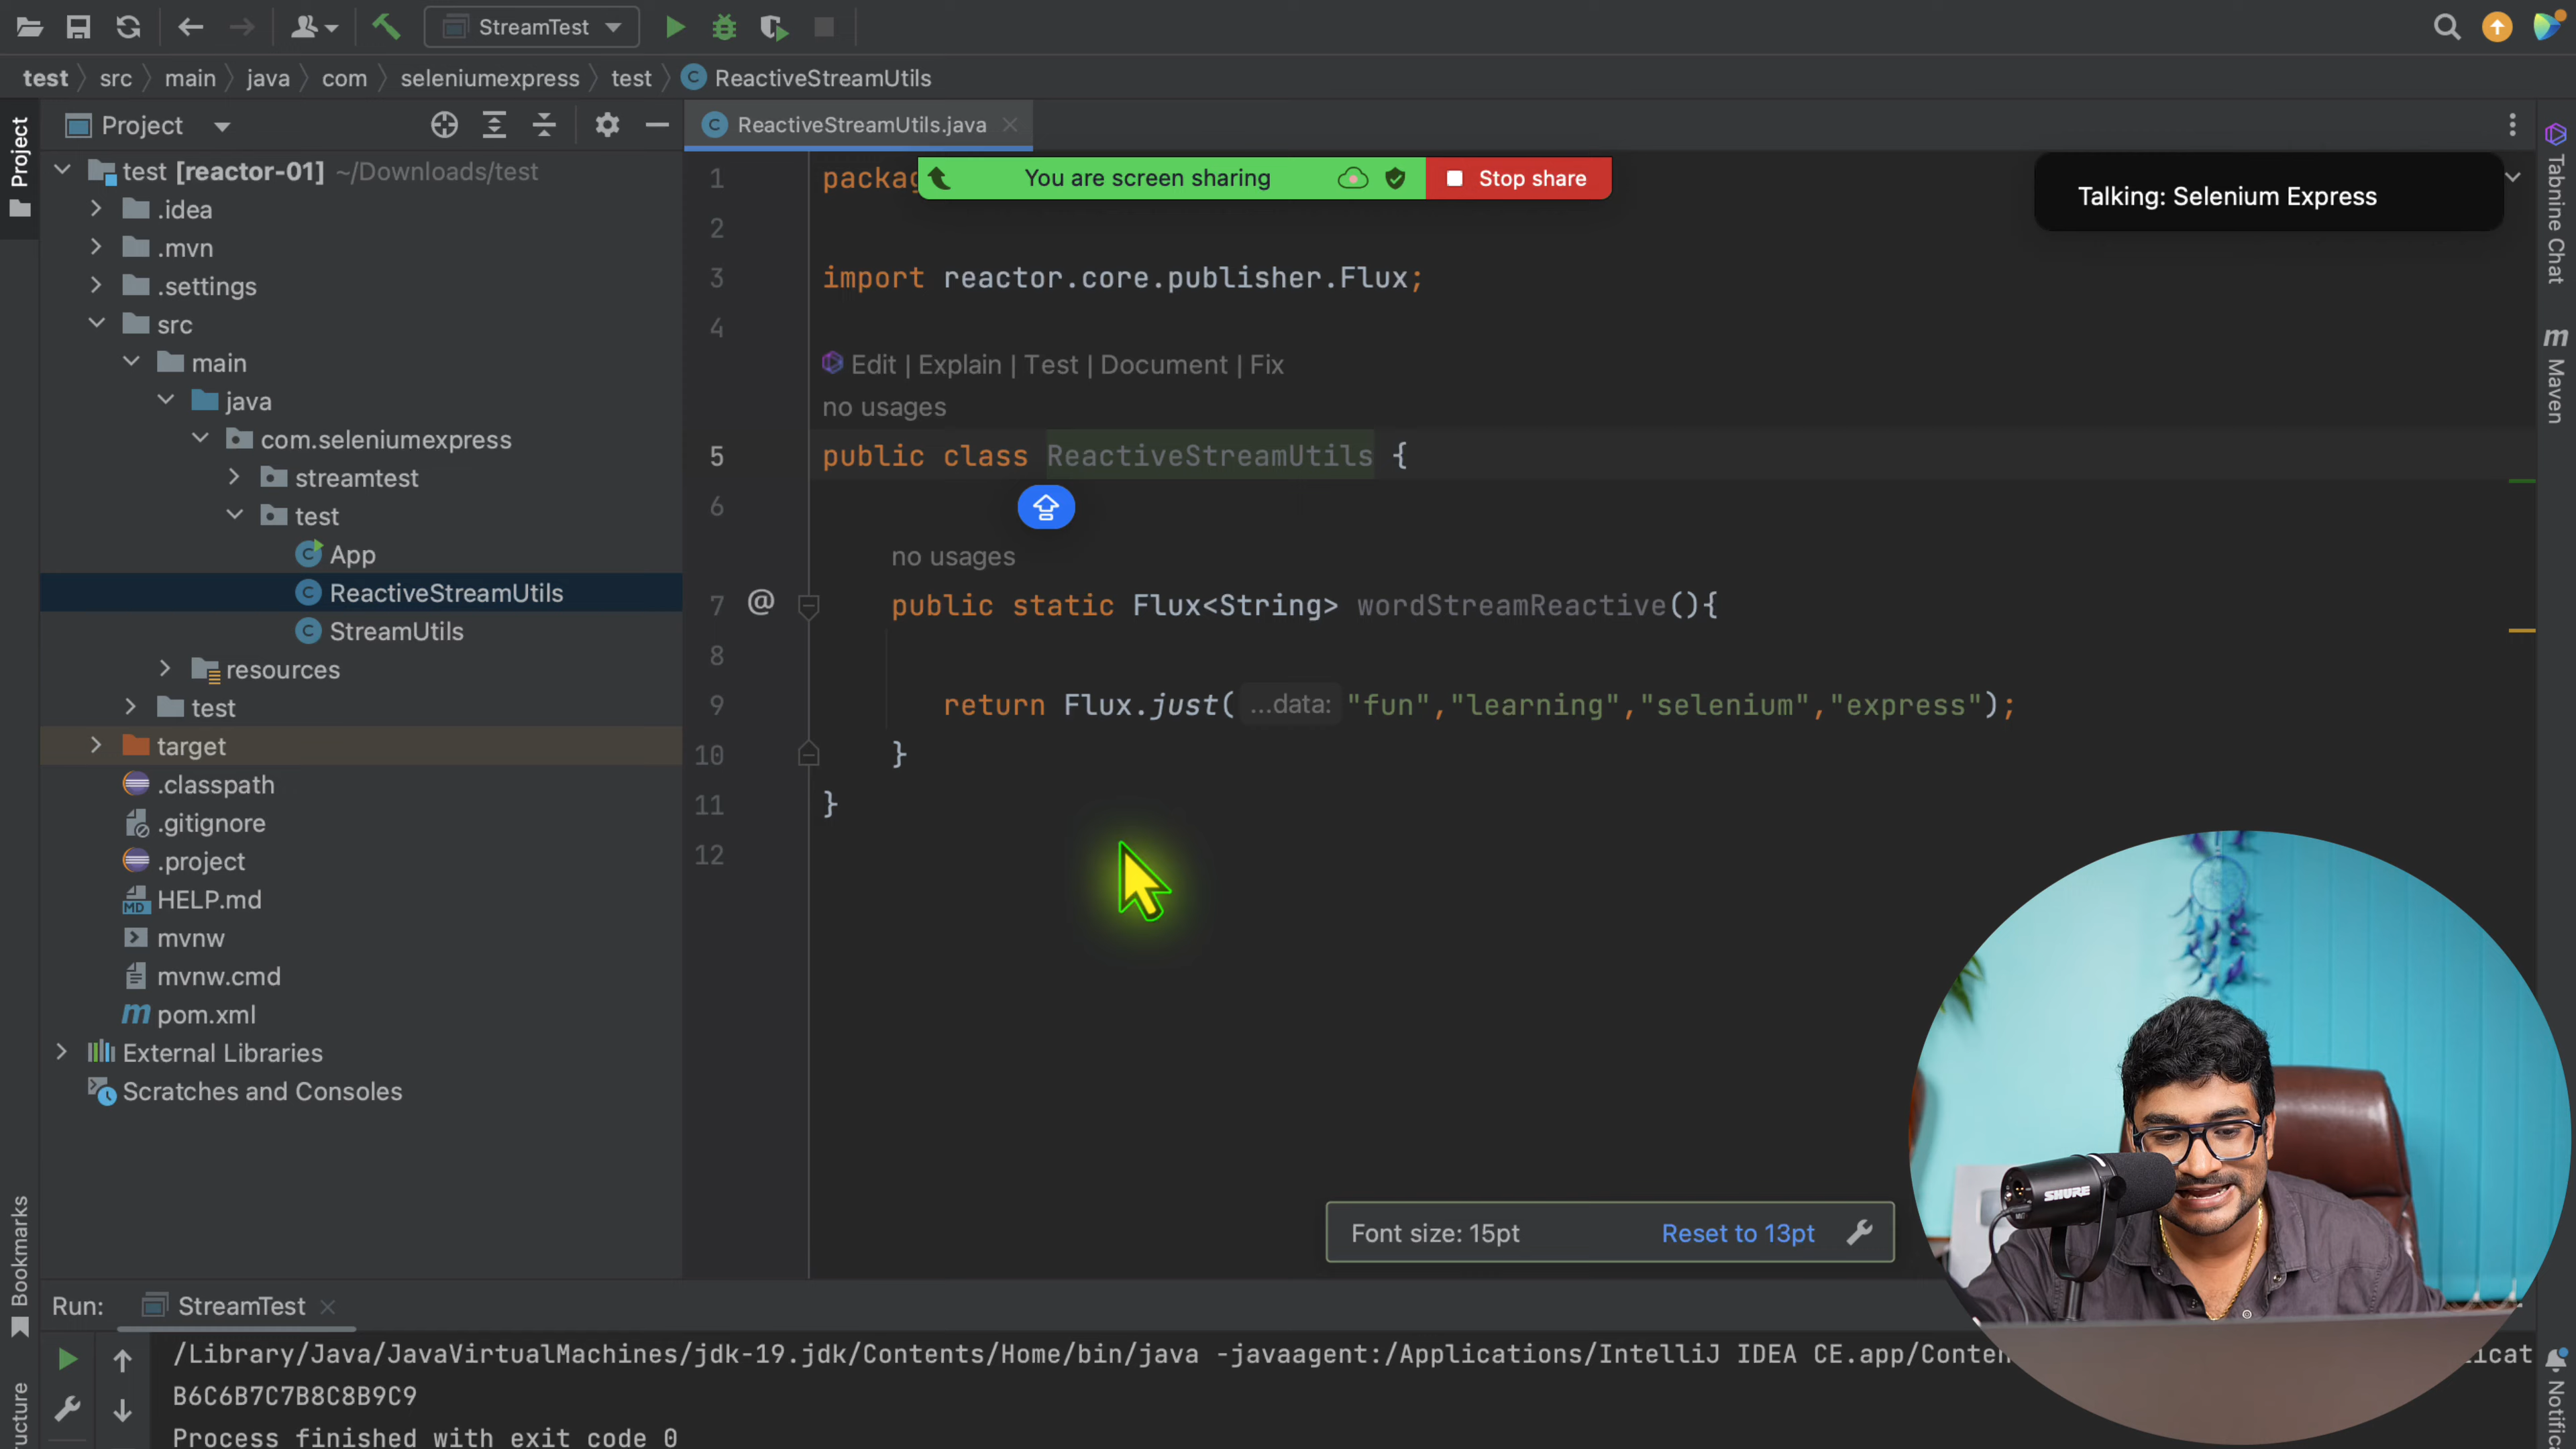 StreamTest
test
src
main
java
com
seleniumexpress
test
ReactiveStreamUtils
Project
Project
ReactiveStreamUtils.java
test [reactor-01] ~/Downloads/test
.idea
.mvn
.settings
src
main
java
com.seleniumexpress
streamtest
test
App
ReactiveStreamUtils
StreamUtils
resources
test
target
.classpath
.gitignore
.project
HELP.md
mvnw
mvnw.cmd
pom.xml
External Libraries
Scratches and Consoles
You are screen sharing
Stop share
Talking: Selenium Express
1 packag
2
3 import reactor.core.publisher.Flux;
4
Edit | Explain | Test | Document | Fix
no usages
5 public class ReactiveStreamUtils {
6
no usages
7 @ public static Flux<String> wordStreamReactive(){
8
9 return Flux.just( ...data: "fun","learning","selenium","express");
10 }
11 }
12
Tabnine Chat
m Maven
SHURE
Font size: 15pt
Reset to 13pt
Bookmarks
ructure
Notific
Run:
StreamTest
/Library/Java/JavaVirtualMachines/jdk-19.jdk/Contents/Home/bin/java -javaagent:/Applications/IntelliJ IDEA CE.app/Conten
licat
B6C6B7C7B8C8B9C9
Process finished with exit code 0